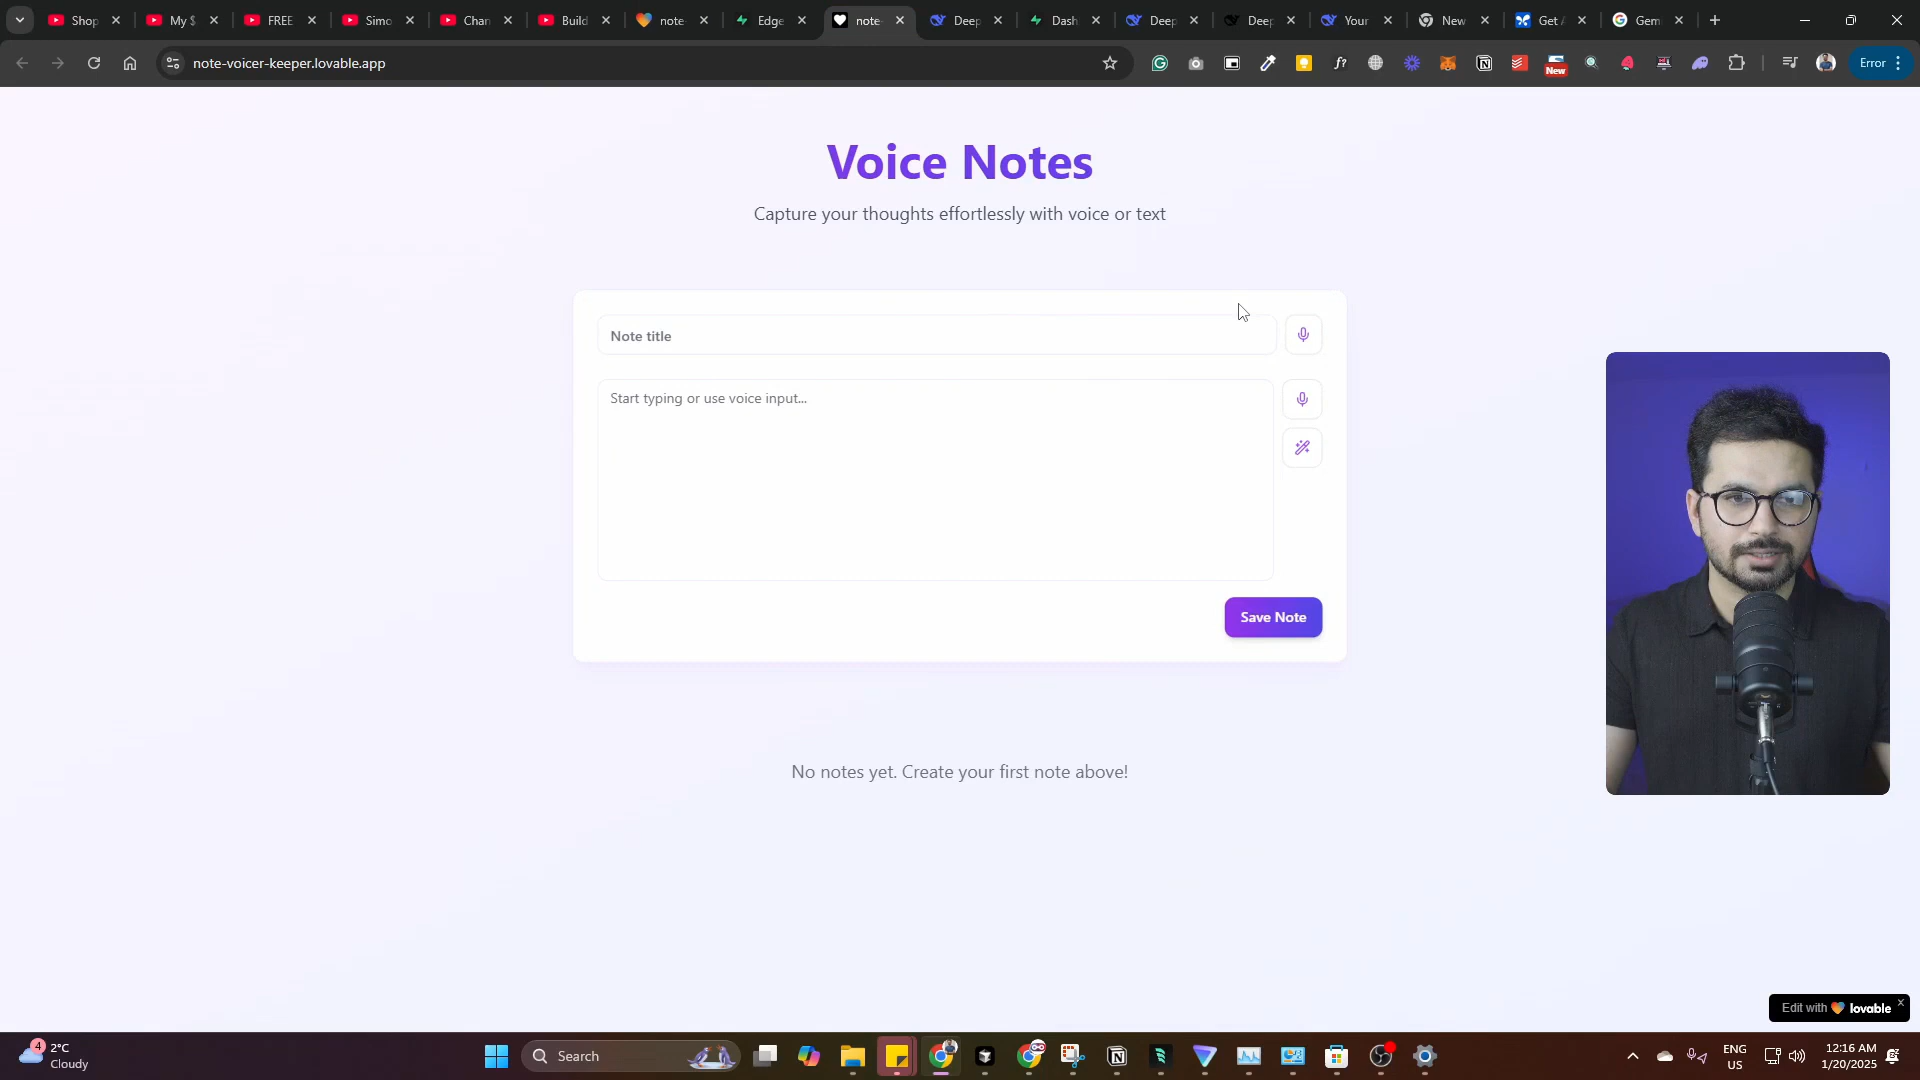 Shop
My $
FREE
Simo
Chan
Build
note
Edge
note
Deep
Dash
Deep
Deep
Your
New
Get
Gem
note-voicer-keeper.lovable.app
New
Error
Voice Notes
Capture your thoughts effortlessly with voice or text
Note title
Start typing or use voice input...
Save Note
No notes yet. Create your first note above!
Edit with lovable
4
2°C
Cloudy
Search
ENG
US
12:16 AM
1/20/2025